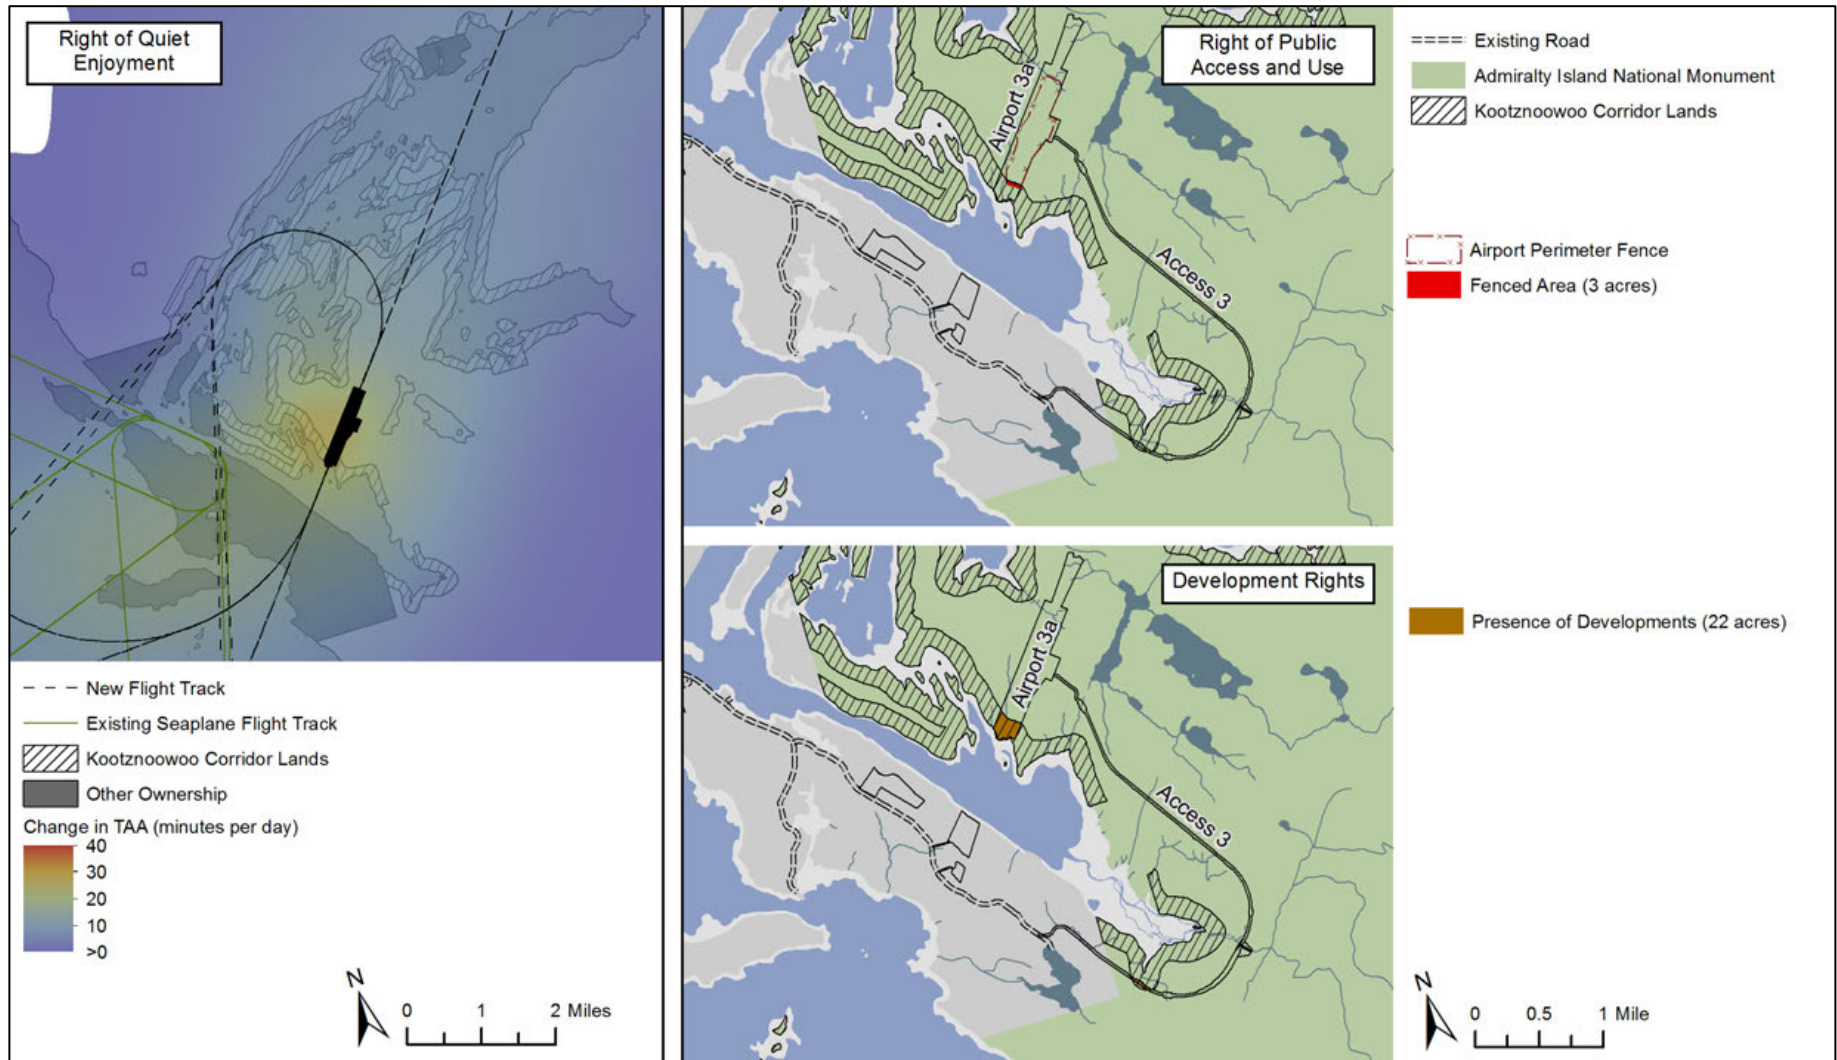 Right of Quiet
Enjoyment
New Flight Track
Existing Seaplane Flight Track
Kootznoowoo Corridor Lands
Other Ownership
Change in TAA (minutes per day)
40
30
20
10
>0
N
0 1 2 Miles
Right of Public
Access and Use
Airport 3a
Access 3
Existing Road
Admiralty Island National Monument
Kootznoowoo Corridor Lands
Airport Perimeter Fence
Fenced Area (3 acres)
Development Rights
Airport 3a
Access 3
Presence of Developments (22 acres)
N
0 0.5 1 Mile